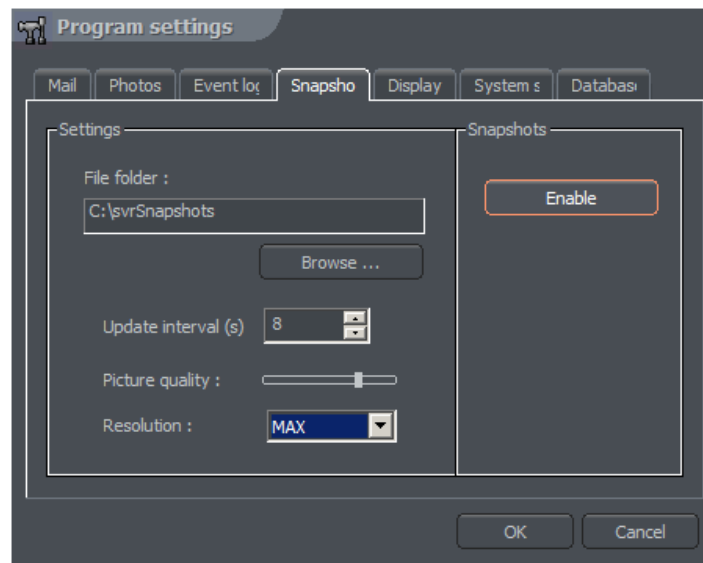 Program settings
Mail Photos Event log Snapsho Display System s Databas
Settings
File folder :
C:\svrSnapshots
Browse ...
Update interval (s) 8
Picture quality :
Resolution : MAX
Snapshots
Enable
OK Cancel